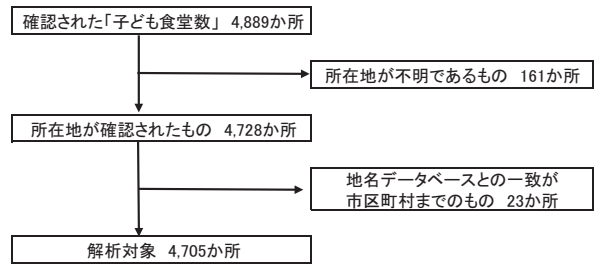 確認された「子ども食堂数」 4,889か所
所在地が不明であるもの 161か所
所在地が確認されたもの 4,728か所
地名データベースとの一致が
市区町村までのもの 23か所
解析対象 4,705か所